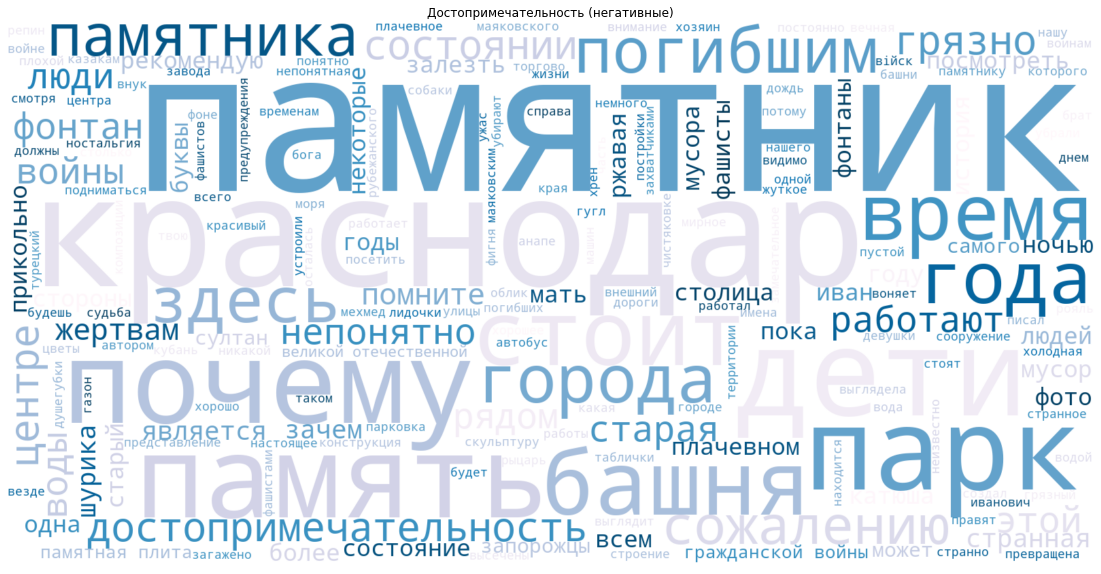 Достопримечательность (негативные)
репин плачевное маяковского внимание хозяин постоянно вечная нашу
войне памятника состоянии погибшим грязно войнам
плохой казакам рекомендую понятно залезть торгово жизни військ посмотреть
люди завода непонятная башни памятнику которого
внук собаки дождь
смотря центра предупреждения временам некоторые немного потому
памятник
фонтан ностальгия буквы фашистов фоне ужас убирают справа ржавая постройки захватчиками мусора фашисты фонтаны история брат
должны бога рубежанского нашего видимо днем
войны подниматься всего края хрен одной жуткое
моря маяковским гугл
краснодар
прикольно турецкий красивый устроили работает фигня мирное чистяковке время
твое осталась годы анапе пустой самого ночью
посетить
стороны здесь помните облик внешний мать столица году года
будешь судьба мехмед лидочки улицы погибших дороги работал имена иван воняет
жертвам султан непонятно стоит пока работают писал людей
цветы автором кубань никакой великой отечественной автобус девушки сооружение
центре почему города территории дети стоят холодная
душегубки газон таком выглядела мусор
хорошо парковка рядом какая городе вода фото
является зачем старая странное
воды шурика старый представление настоящее конструкция скульптуру работы плачевном неизвестно
память рыцарь таблички парк водой
везде фашистами будет башня находится катюша создал грязный
иванович
одна достопримечательность выглядит сожалению правят этой
памятная плита загажено более состояние запорожцы всем строение гражданской войны может странно странная превращена